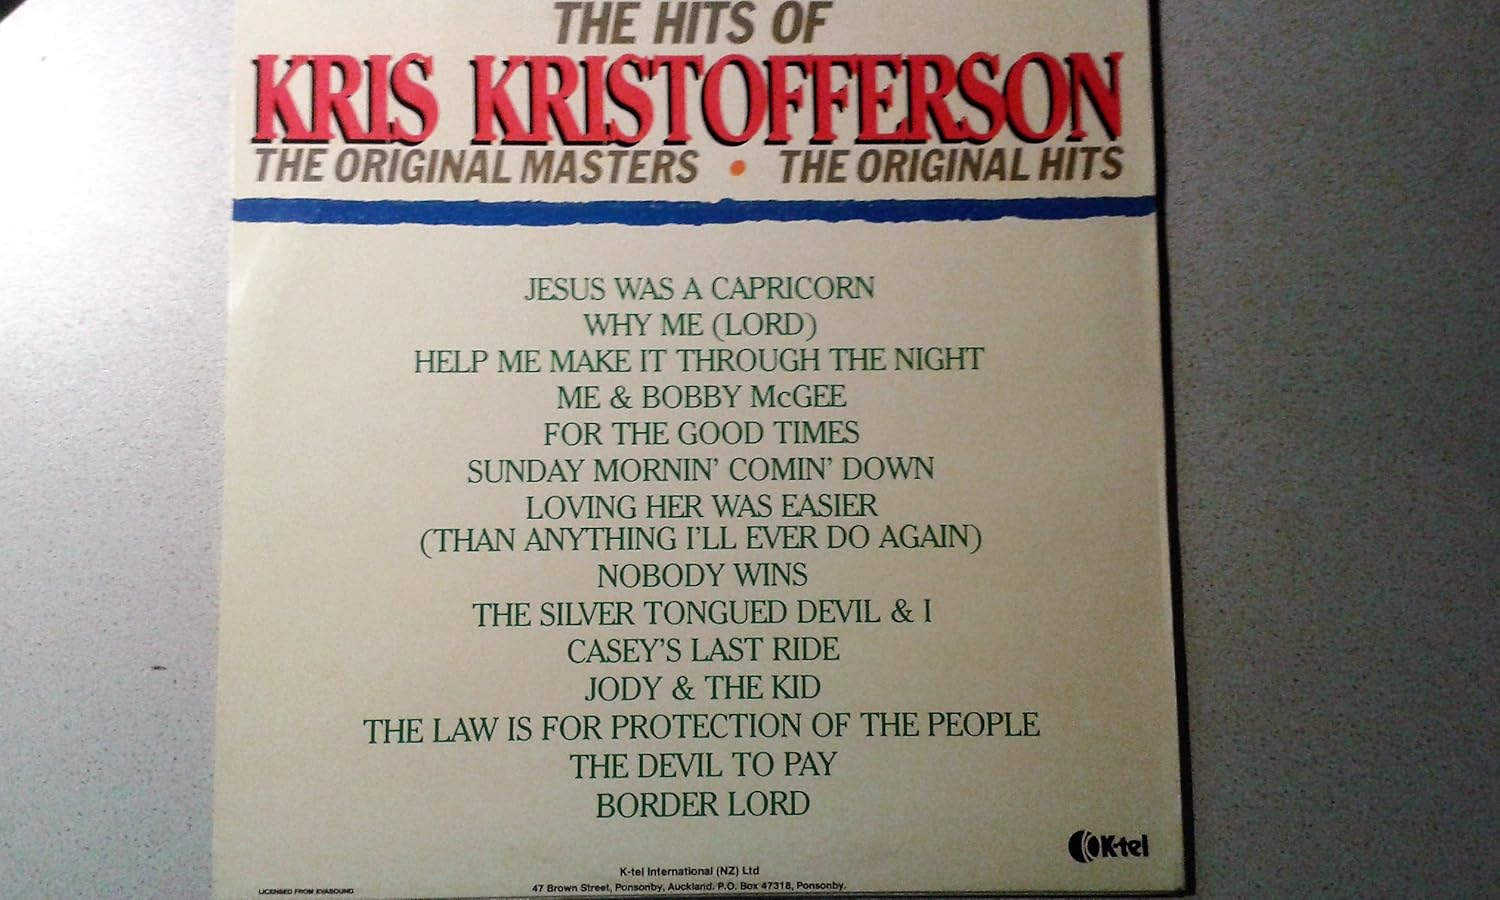 THE HITS OF
KRIS KRISTOFFERSON
THE ORIGINAL MASTERS • THE ORIGINAL HITS
JESUS WAS A CAPRICORN
WHY ME (LORD)
HELP ME MAKE IT THROUGH THE NIGHT
ME & BOBBY McGEE
FOR THE GOOD TIMES
SUNDAY MORNIN' COMIN' DOWN
LOVING HER WAS EASIER
(THAN ANYTHING I'LL EVER DO AGAIN)
NOBODY WINS
THE SILVER TONGUED DEVIL & I
CASEY'S LAST RIDE
JODY & THE KID
THE LAW IS FOR PROTECTION OF THE PEOPLE
THE DEVIL TO PAY
BORDER LORD
K-tel
K-tel International (NZ) Ltd
47 Brown Street, Ponsonby, Auckland. P.O. Box 47318, Ponsonby.
LICENSED FROM EVASOUND